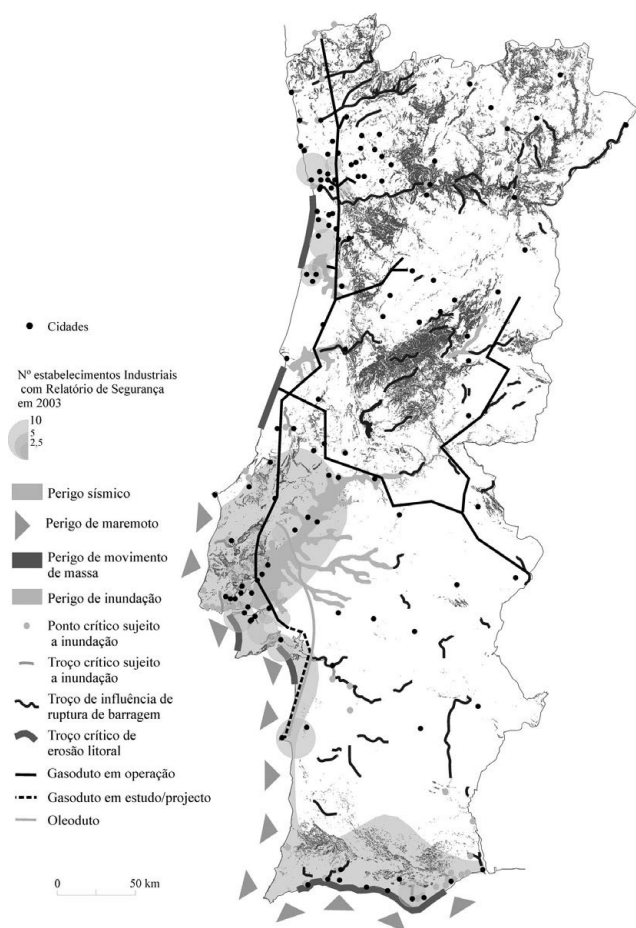 Cidades
Nº estabelecimentos Industriais
com Relatório de Segurança
em 2003
10
5
2,5
Perigo sísmico
Perigo de maremoto
Perigo de movimento
de massa
Perigo de inundação
Ponto crítico sujeito
a inundação
Troço crítico sujeito
a inundação
Troço de influência de
ruptura de barragem
Troço crítico de
erosão litoral
Gasoduto em operação
Gasoduto em estudo/projecto
Oleoduto
0 50 km